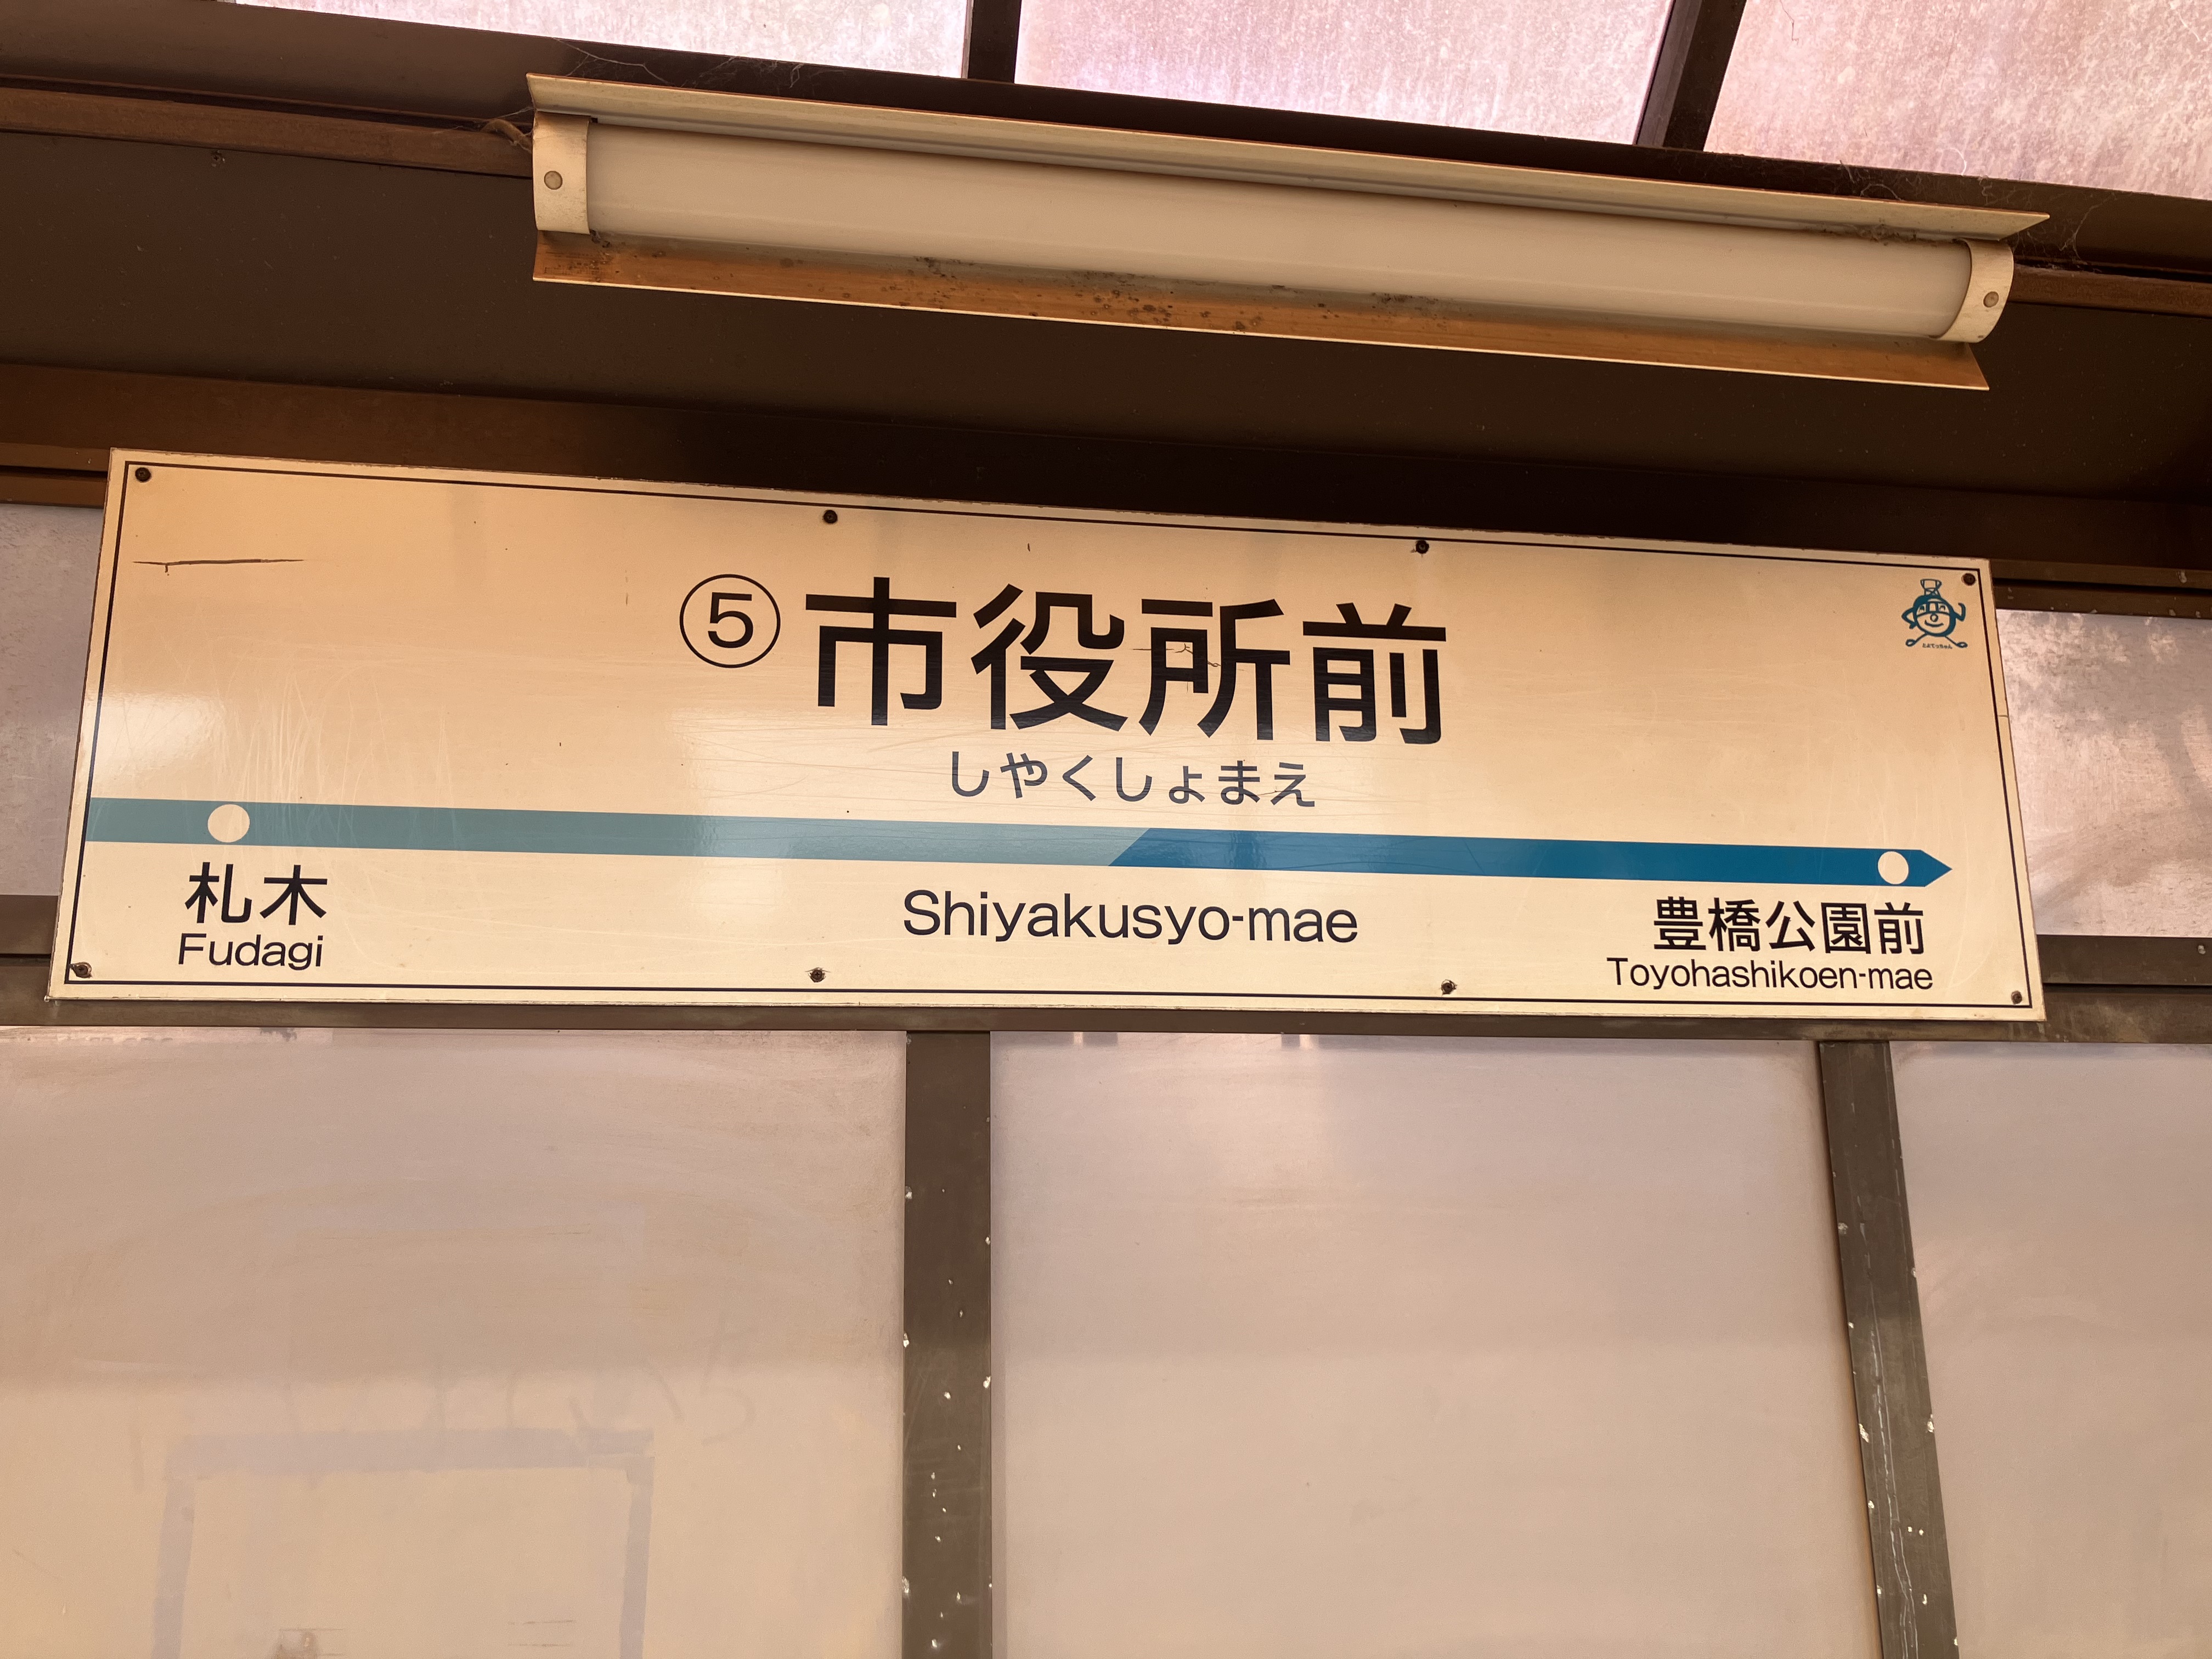 ⑤市役所前
しやくしょまえ
札木
Fudagi
Shiyakusyo-mae
豊橋公園前
Toyohashikoen-mae